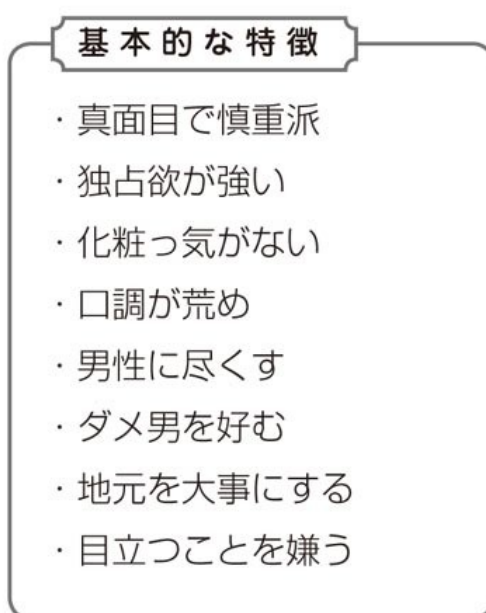 基本的な特徴
・真面目で慎重派
・独占欲が強い
・化粧っ気がない
・口調が荒め
・男性に尽くす
・ダメ男を好む
・地元を大事にする
・目立つことを嫌う